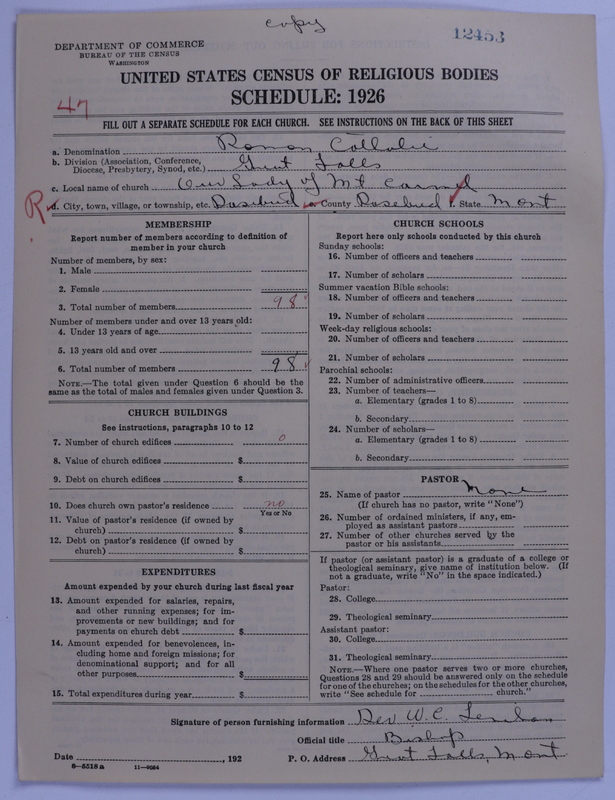 copy
12453
DEPARTMENT OF COMMERCE
BUREAU OF THE CENSUS
WASHINGTON
UNITED STATES CENSUS OF RELIGIOUS BODIES
SCHEDULE: 1926
47
FILL OUT A SEPARATE SCHEDULE FOR EACH CHURCH. SEE INSTRUCTIONS ON THE BACK OF THIS SHEET
a. Denomination Roman Catholic
b. Division (Association, Conference, Diocese, Presbytery, Synod, etc.) Great Falls
c. Local name of church Our Lady of Mt Carmel
R d. City, town, village, or township, etc. Rosebud e. County Rosebud f. State Mont
MEMBERSHIP
Report number of members according to definition of
member in your church
Number of members, by sex:
1. Male
2. Female
3. Total number of members 98
Number of members under and over 13 years old:
4. Under 13 years of age
5. 13 years old and over
6. Total number of members 98
NOTE.—The total given under Question 6 should be the
same as the total of males and females given under Question 3.
CHURCH BUILDINGS
See instructions, paragraphs 10 to 12
7. Number of church edifices 0
8. Value of church edifices $
9. Debt on church edifices $
10. Does church own pastor's residence no
Yes or No
11. Value of pastor's residence (if owned by
church) $
12. Debt on pastor's residence (if owned by
church) $
EXPENDITURES
Amount expended by your church during last fiscal year
13. Amount expended for salaries, repairs,
and other running expenses; for im-
provements or new buildings; and for
payments on church debt $
14. Amount expended for benevolences, in-
cluding home and foreign missions; for
denominational support; and for all
other purposes $
15. Total expenditures during year $
CHURCH SCHOOLS
Report here only schools conducted by this church
Sunday schools:
16. Number of officers and teachers
17. Number of scholars
Summer vacation Bible schools:
18. Number of officers and teachers
19. Number of scholars
Week-day religious schools:
20. Number of officers and teachers
21. Number of scholars
Parochial schools:
22. Number of administrative officers
23. Number of teachers—
a. Elementary (grades 1 to 8)
b. Secondary
24. Number of scholars—
a. Elementary (grades 1 to 8)
b. Secondary
PASTOR
25. Name of pastor None
(If church has no pastor, write "None")
26. Number of ordained ministers, if any, em-
ployed as assistant pastors
27. Number of other churches served by the
pastor or his assistants
If pastor (or assistant pastor) is a graduate of a college or
theological seminary, give name of institution below. (If
not a graduate, write "No" in the space indicated.)
Pastor:
28. College
29. Theological seminary
Assistant pastor:
30. College
31. Theological seminary
NOTE.—Where one pastor serves two or more churches,
Questions 28 and 29 should be answered only on the schedule
for one of the churches; on the schedules for the other churches,
write "See schedule for church."
Signature of person furnishing information Rev W. C. Lenihan
Official title Bishop
Date , 192 P. O. Address Great Falls, Mont
8—5518 a 11—9024